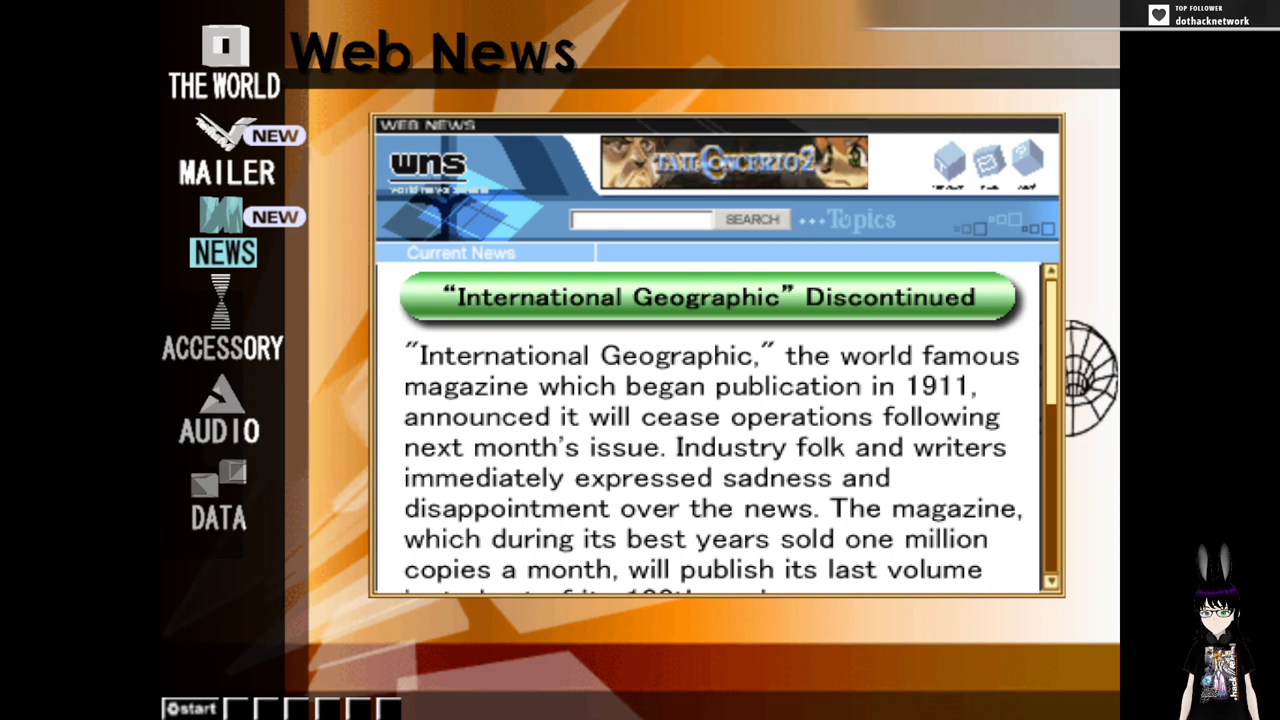 TOP FOLLOWER
dothacknetwork
Web News
THE WORLD
NEW
MAILER
NEW
NEWS
ACCESSORY
AUDIO
DATA
WEB NEWS
wns
TAIL CONCERTO 2
SEARCH
Topics
Current News
“International Geographic” Discontinued
"International Geographic," the world famous
magazine which began publication in 1911,
announced it will cease operations following
next month's issue. Industry folk and writers
immediately expressed sadness and
disappointment over the news. The magazine,
which during its best years sold one million
copies a month, will publish its last volume
start